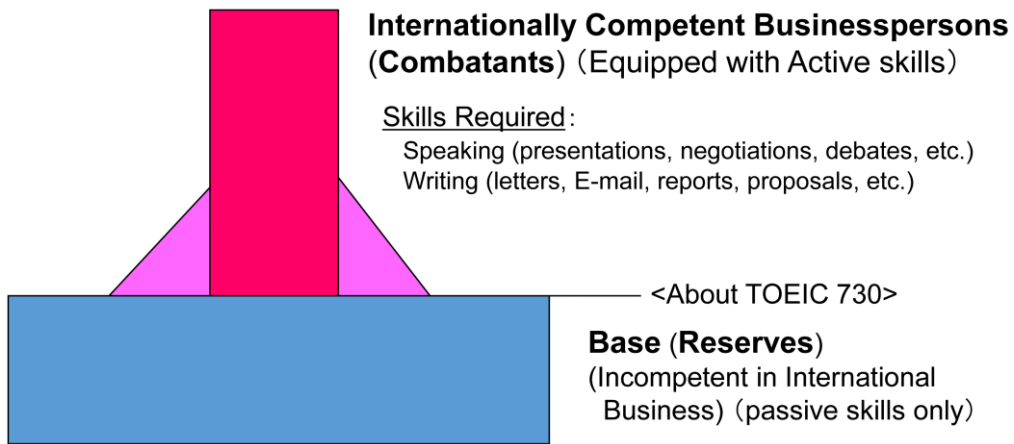 Internationally Competent Businesspersons
(Combatants)（Equipped with Active skills）
Skills Required：
Speaking (presentations, negotiations, debates, etc.)
Writing (letters, E-mail, reports, proposals, etc.)
<About TOEIC 730>
Base (Reserves)
(Incompetent in International
Business)（passive skills only）